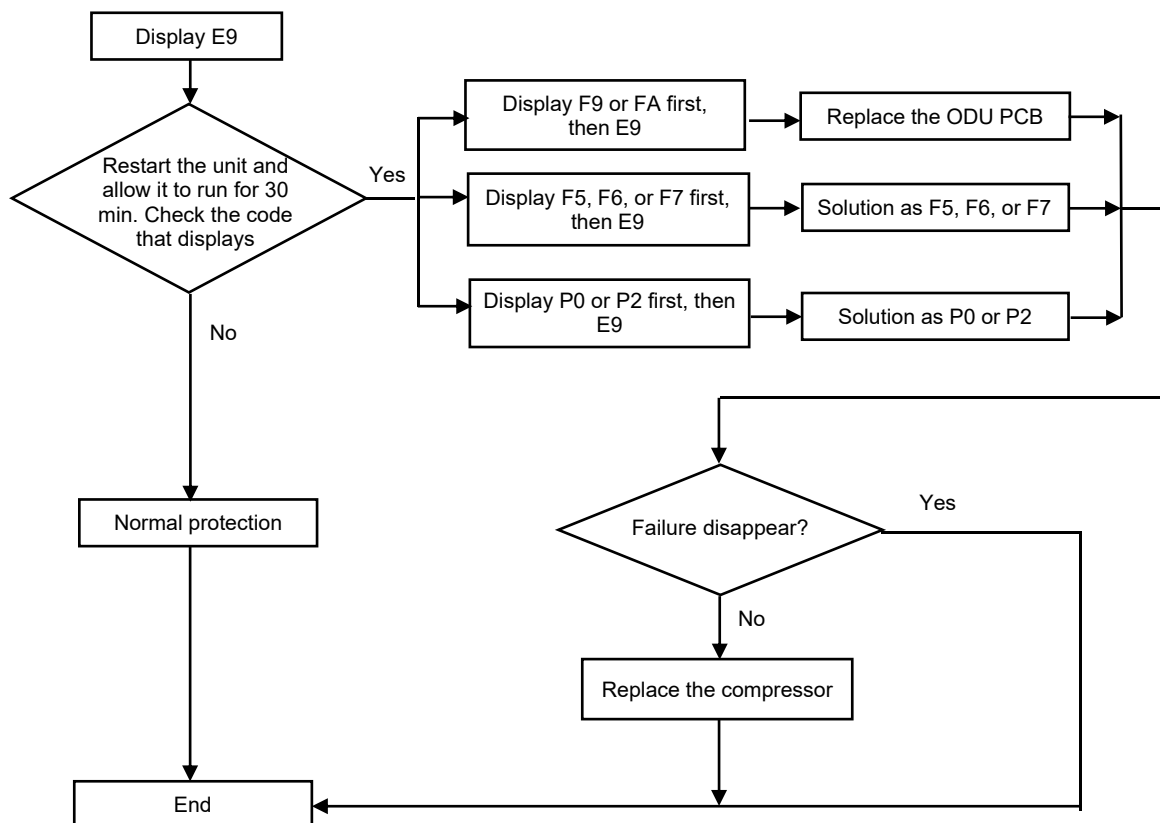 Display E9
Restart the unit and
allow it to run for 30
min. Check the code
that displays
Yes
No
Display F9 or FA first,
then E9
Replace the ODU PCB
Display F5, F6, or F7 first,
then E9
Solution as F5, F6, or F7
Display P0 or P2 first, then
E9
Solution as P0 or P2
Normal protection
Failure disappear?
Yes
No
Replace the compressor
End